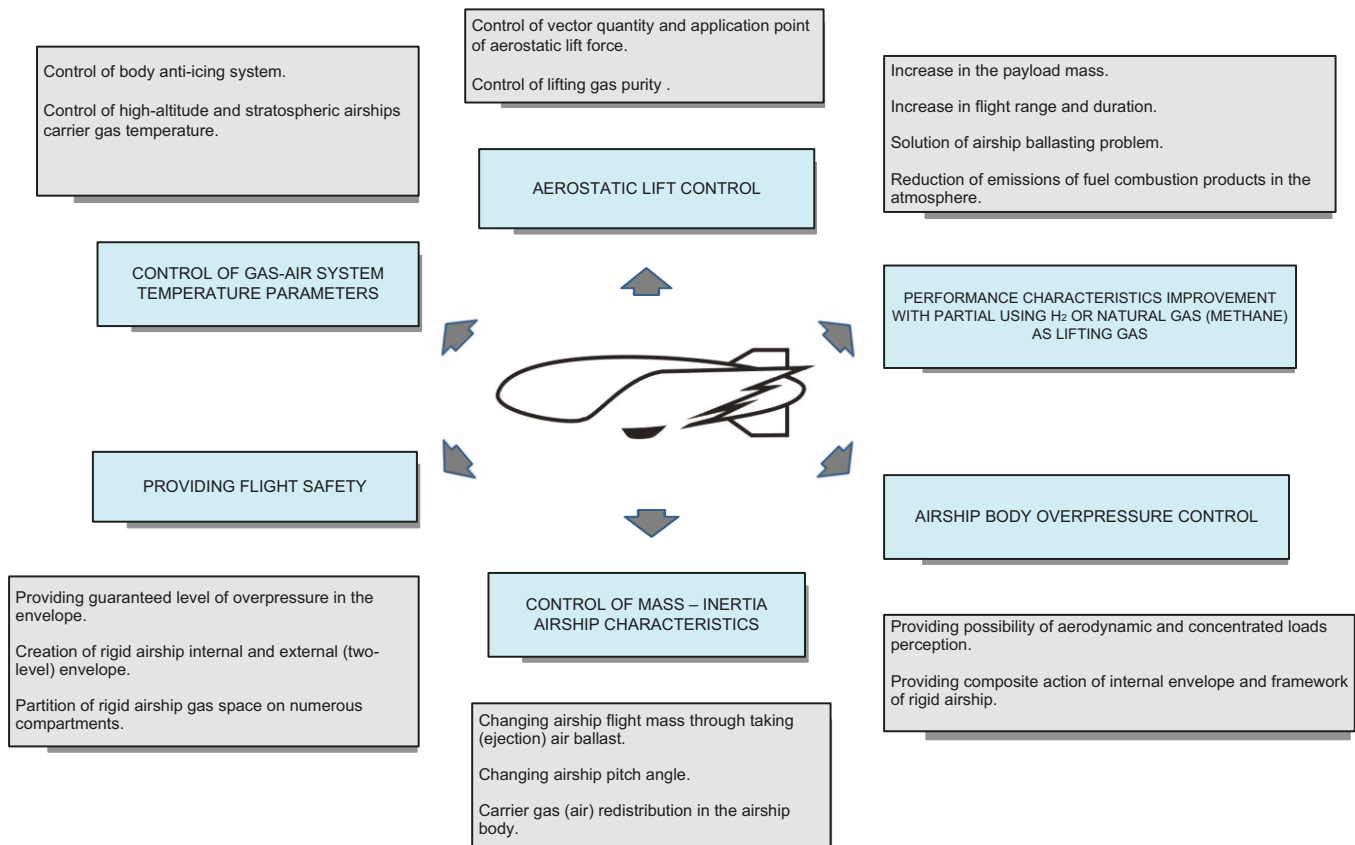 Control of vector quantity and application point
of aerostatic lift force.
Control of lifting gas purity .
Control of body anti-icing system.
Control of high-altitude and stratospheric airships
carrier gas temperature.
Increase in the payload mass.
Increase in flight range and duration.
Solution of airship ballasting problem.
Reduction of emissions of fuel combustion products in the
atmosphere.
AEROSTATIC LIFT CONTROL
CONTROL OF GAS-AIR SYSTEM
TEMPERATURE PARAMETERS
PERFORMANCE CHARACTERISTICS IMPROVEMENT
WITH PARTIAL USING H₂ OR NATURAL GAS (METHANE)
AS LIFTING GAS
PROVIDING FLIGHT SAFETY
AIRSHIP BODY OVERPRESSURE CONTROL
Providing guaranteed level of overpressure in the
envelope.
Creation of rigid airship internal and external (two-
level) envelope.
Partition of rigid airship gas space on numerous
compartments.
CONTROL OF MASS – INERTIA
AIRSHIP CHARACTERISTICS
Providing possibility of aerodynamic and concentrated loads
perception.
Providing composite action of internal envelope and framework
of rigid airship.
Changing airship flight mass through taking
(ejection) air ballast.
Changing airship pitch angle.
Carrier gas (air) redistribution in the airship
body.